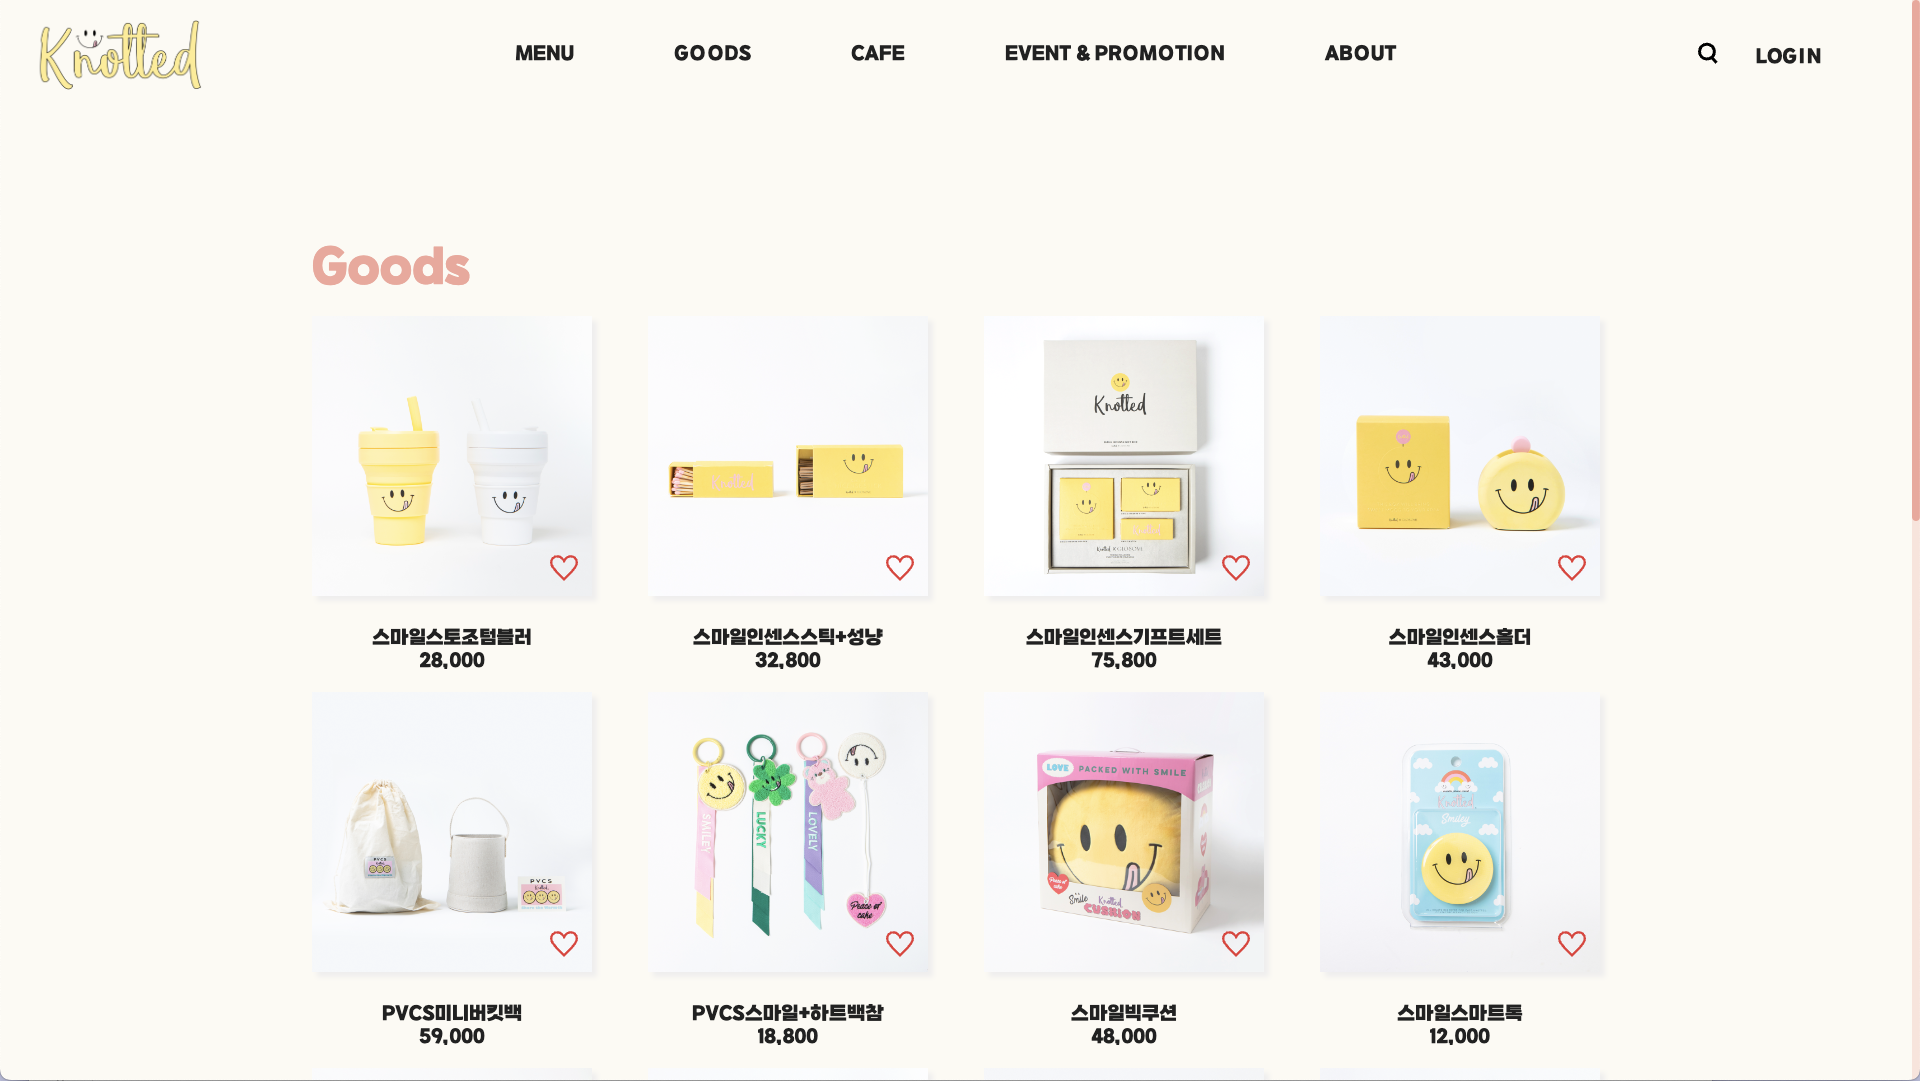 Knotted
MENU
GOODS
CAFE
EVENT & PROMOTION
ABOUT
LOGIN
Goods
Knotted
Knotted
스마일스토조텀블러
28,000
스마일인센스스틱+성냥
32,800
스마일인센스기프트세트
75,800
스마일인센스홀더
43,000
PVCS
PVCS
SMILEY
LUCKY
LOVELY
Peace of
cake
LOVE PACKED WITH SMILE
Peace of
cake
Smile
Knotted
CUSHION
Knotted
Smiley
PVCS미니버킷백
59,000
PVCS스마일+하트백참
18,800
스마일빅쿠션
48,000
스마일스마트톡
12,000